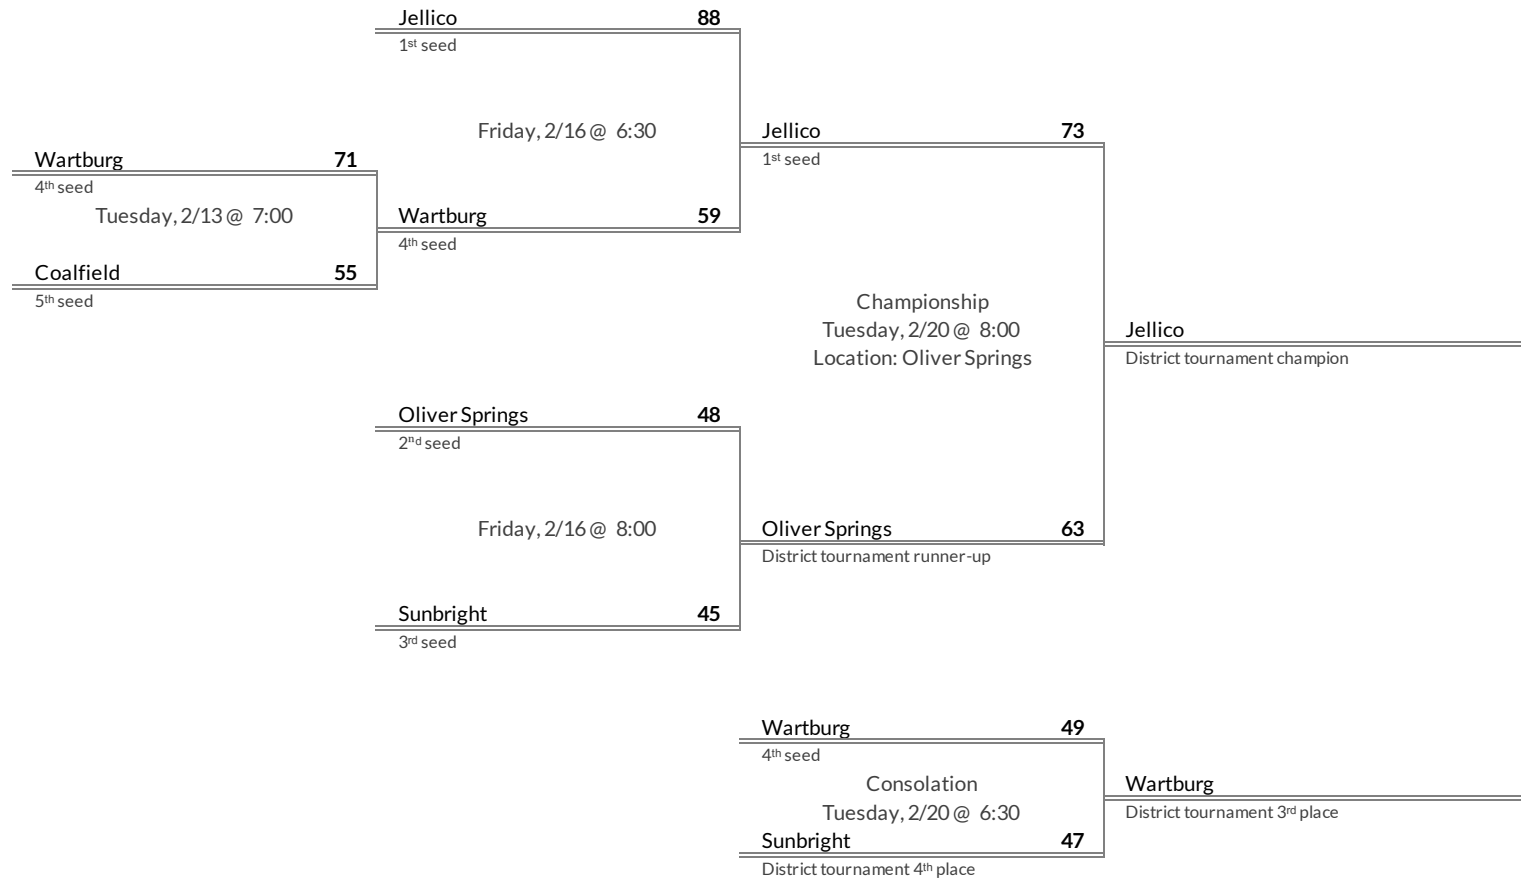 Jellico 88
1st seed
Friday, 2/16 @ 6:30
Jellico 73
1st seed
Wartburg 71
4th seed
Tuesday, 2/13 @ 7:00
Wartburg 59
4th seed
Coalfield 55
5th seed
Championship
Tuesday, 2/20 @ 8:00
Location: Oliver Springs
Jellico
District tournament champion
Oliver Springs 48
2nd seed
Friday, 2/16 @ 8:00
Oliver Springs 63
District tournament runner-up
Sunbright 45
3rd seed
Wartburg 49
4th seed
Consolation
Tuesday, 2/20 @ 6:30
Wartburg
District tournament 3rd place
Sunbright 47
District tournament 4th place